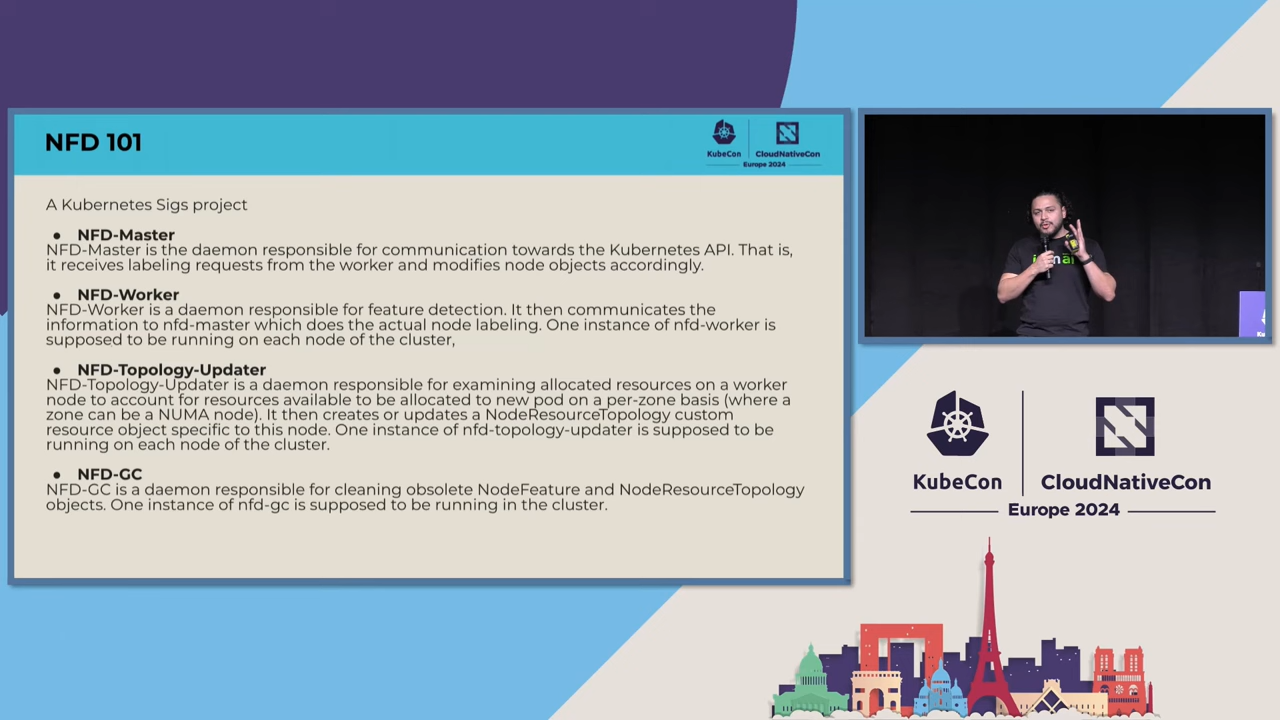 NFD 101
KubeCon
CloudNativeCon
Europe 2024
A Kubernetes Sigs project
● NFD-Master
NFD-Master is the daemon responsible for communication towards the Kubernetes API. That is,
it receives labeling requests from the worker and modifies node objects accordingly.
● NFD-Worker
NFD-Worker is a daemon responsible for feature detection. It then communicates the
information to nfd-master which does the actual node labeling. One instance of nfd-worker is
supposed to be running on each node of the cluster,
● NFD-Topology-Updater
NFD-Topology-Updater is a daemon responsible for examining allocated resources on a worker
node to account for resources available to be allocated to new pod on a per-zone basis (where a
zone can be a NUMA node). It then creates or updates a NodeResourceTopology custom
resource object specific to this node. One instance of nfd-topology-updater is supposed to be
running on each node of the cluster.
● NFD-GC
NFD-GC is a daemon responsible for cleaning obsolete NodeFeature and NodeResourceTopology
objects. One instance of nfd-gc is supposed to be running in the cluster.
KubeCon
CloudNativeCon
Europe 2024